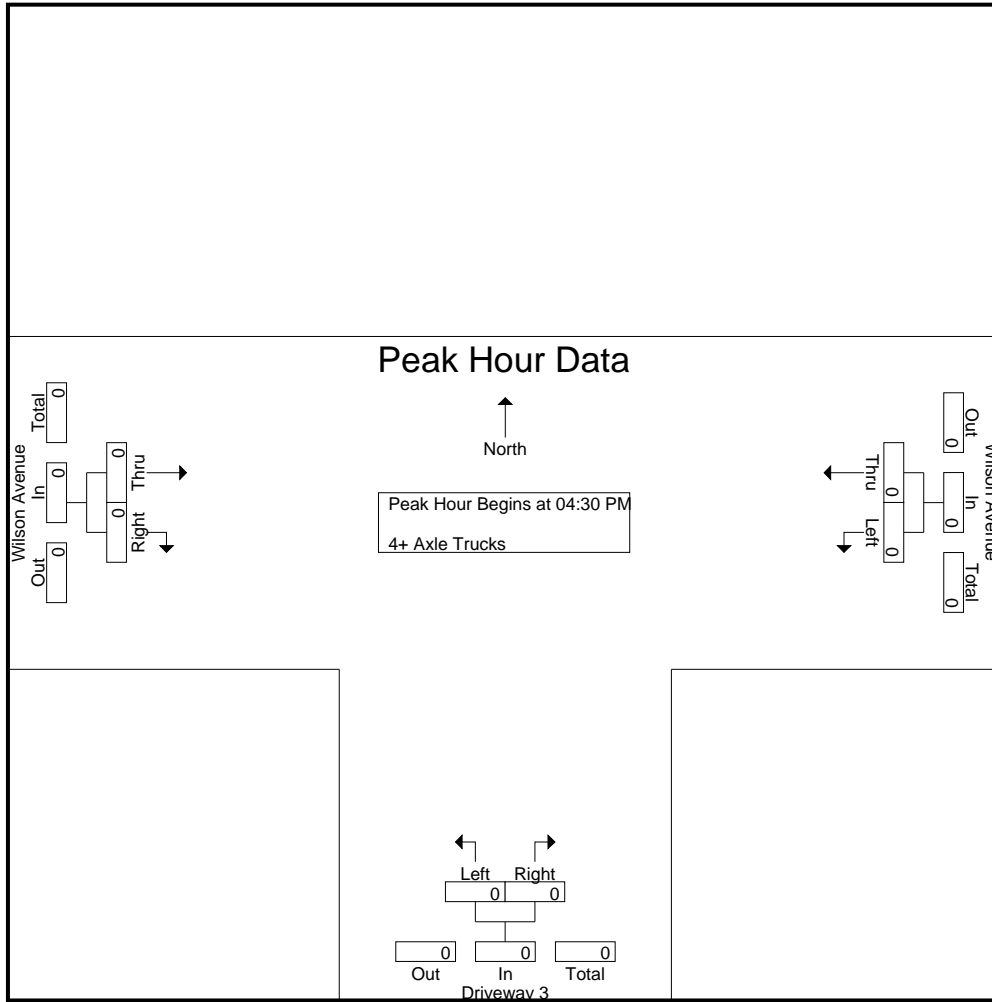 Peak Hour Data
North
Peak Hour Begins at 04:30 PM
4+ Axle Trucks
Wilson Avenue
Total
0
In
0
Out
0
0
Thru
0
Right
Wilson Avenue
Out
0
In
0
Total
0
Thru
0
Left
0
Left
Right
0
0
0
0
0
Out
In
Total
Driveway 3